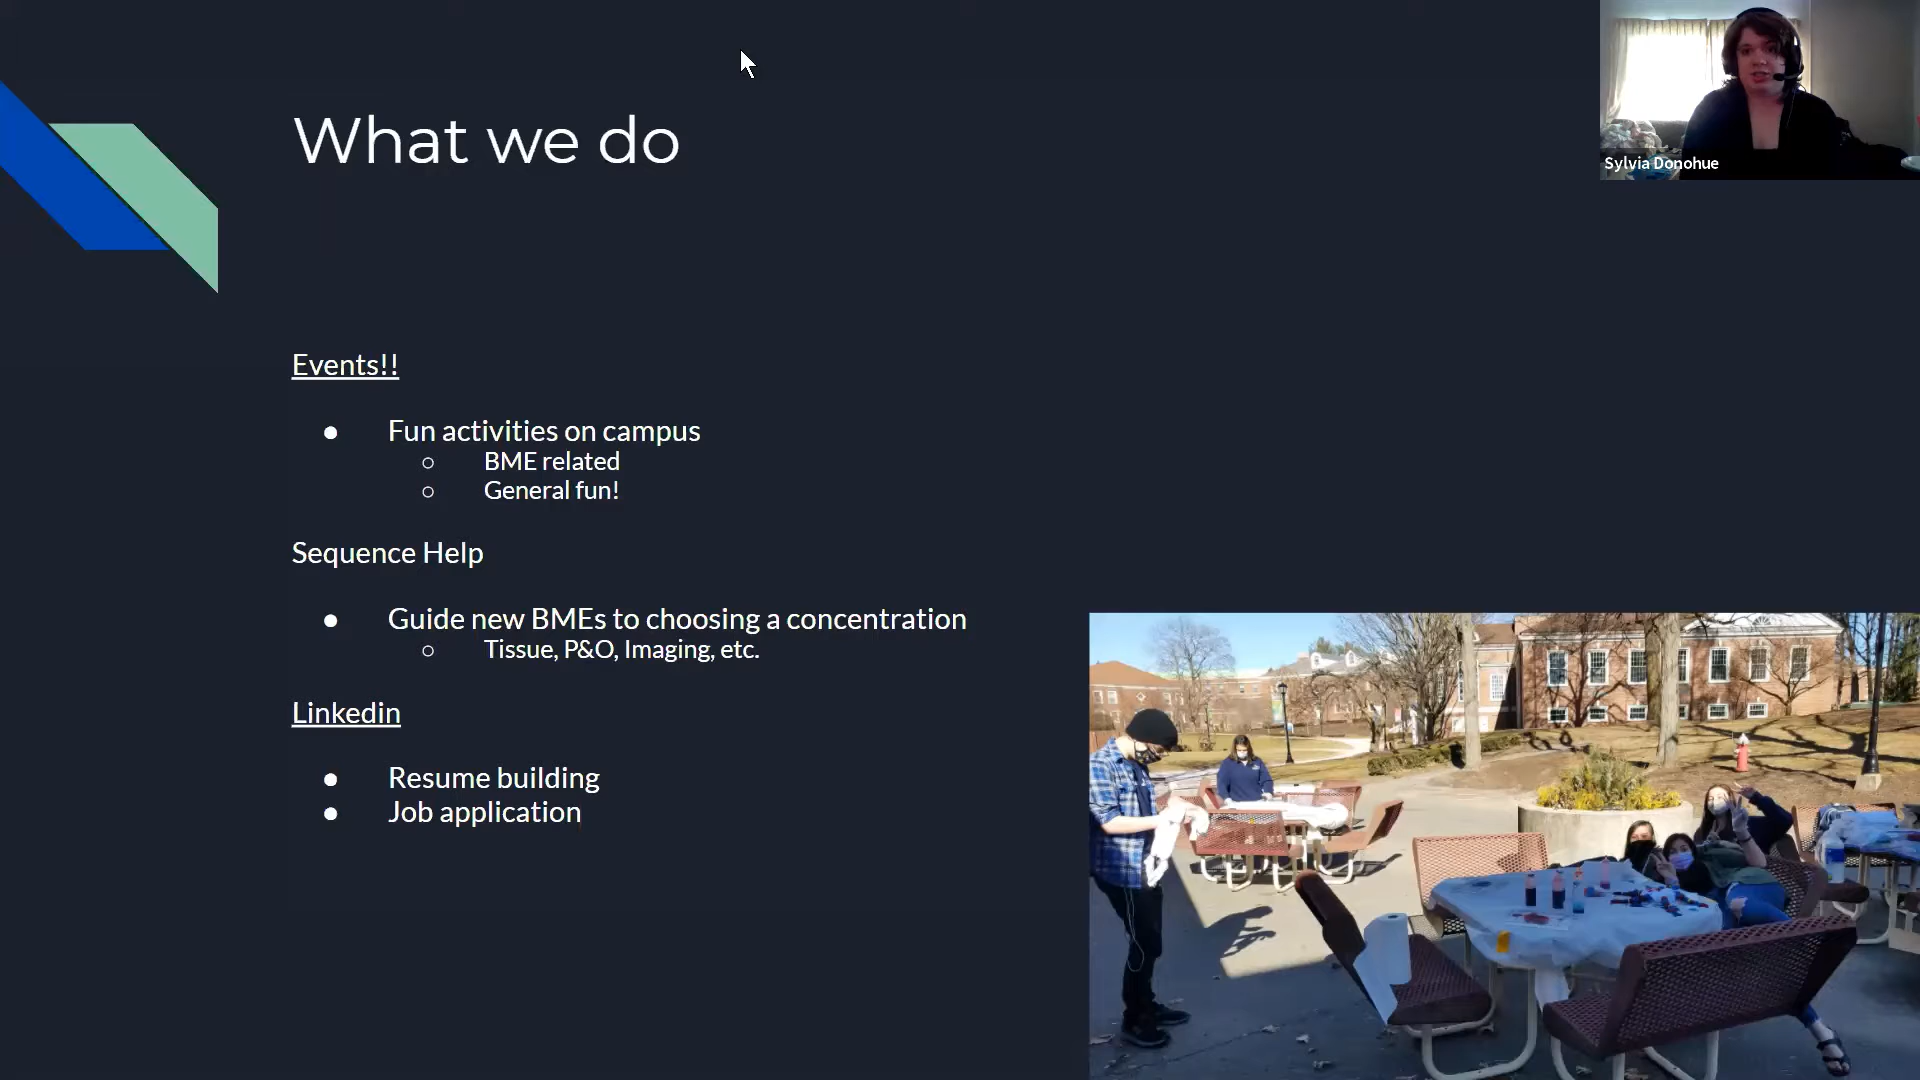 What we do
Sylvia Donohue
Events!!
● Fun activities on campus
○ BME related
○ General fun!
Sequence Help
● Guide new BMEs to choosing a concentration
○ Tissue, P&O, Imaging, etc.
Linkedin
● Resume building
● Job application